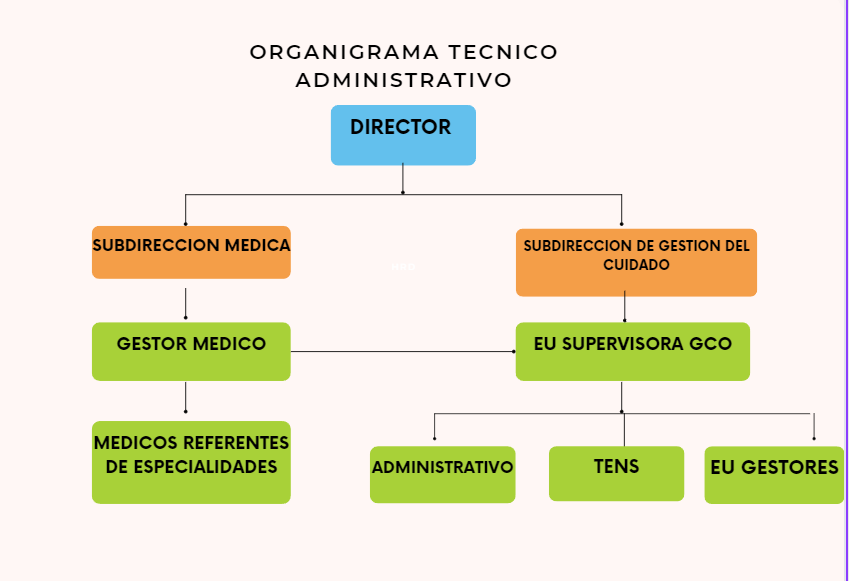 ORGANIGRAMA TECNICO
ADMINISTRATIVO
DIRECTOR
SUBDIRECCION MEDICA
SUBDIRECCION DE GESTION DEL
CUIDADO
GESTOR MEDICO
EU SUPERVISORA GCO
MEDICOS REFERENTES
DE ESPECIALIDADES
ADMINISTRATIVO
TENS
EU GESTORES